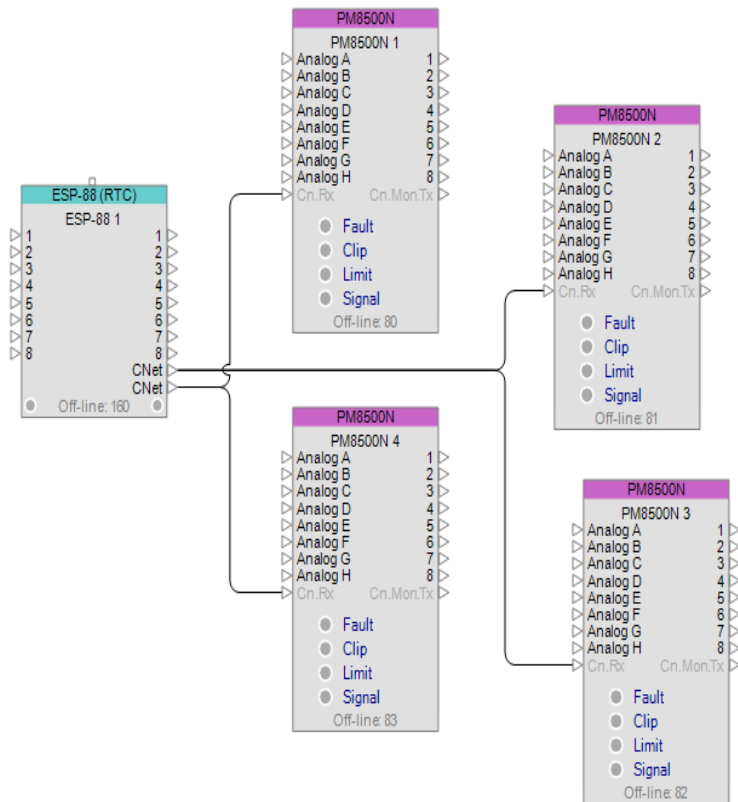 ESP-88 (RTC)
ESP-88 1
1 1
2 2
3 3
4 4
5 5
6 6
7 7
8 8
CNet
CNet
Off-line: 160
PM8500N
PM8500N 1
Analog A 1
Analog B 2
Analog C 3
Analog D 4
Analog E 5
Analog F 6
Analog G 7
Analog H 8
Cn.Rx Cn.Mon.Tx
Fault
Clip
Limit
Signal
Off-line: 80
PM8500N
PM8500N 2
Analog A 1
Analog B 2
Analog C 3
Analog D 4
Analog E 5
Analog F 6
Analog G 7
Analog H 8
Cn.Rx Cn.Mon.Tx
Fault
Clip
Limit
Signal
Off-line: 81
PM8500N
PM8500N 4
Analog A 1
Analog B 2
Analog C 3
Analog D 4
Analog E 5
Analog F 6
Analog G 7
Analog H 8
Cn.Rx Cn.Mon.Tx
Fault
Clip
Limit
Signal
Off-line: 83
PM8500N
PM8500N 3
Analog A 1
Analog B 2
Analog C 3
Analog D 4
Analog E 5
Analog F 6
Analog G 7
Analog H 8
Cn.Rx Cn.Mon.Tx
Fault
Clip
Limit
Signal
Off-line: 82